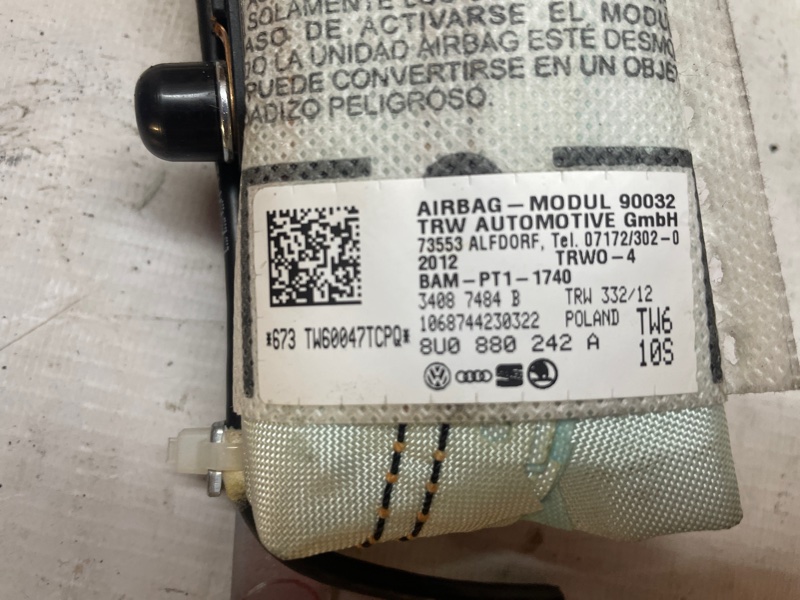 SOLAMENTE
ASO DE ACTIVARSE EL MODU
O LA UNIDAD AIRBAG ESTÉ DESMO
PUEDE CONVERTIRSE EN UN OBJE
ADIZO PELIGROSO.
AIRBAG-MODUL 90032
TRW AUTOMOTIVE GmbH
73553 ALFDORF, Tel. 07172/302-0
2012 TRWO-4
BAM-PT1-1740
3408 7484 B TRW 332/12
1068744230322 POLAND TW6
*673 TW60047TCPQ* 8U0 880 242 A 10S